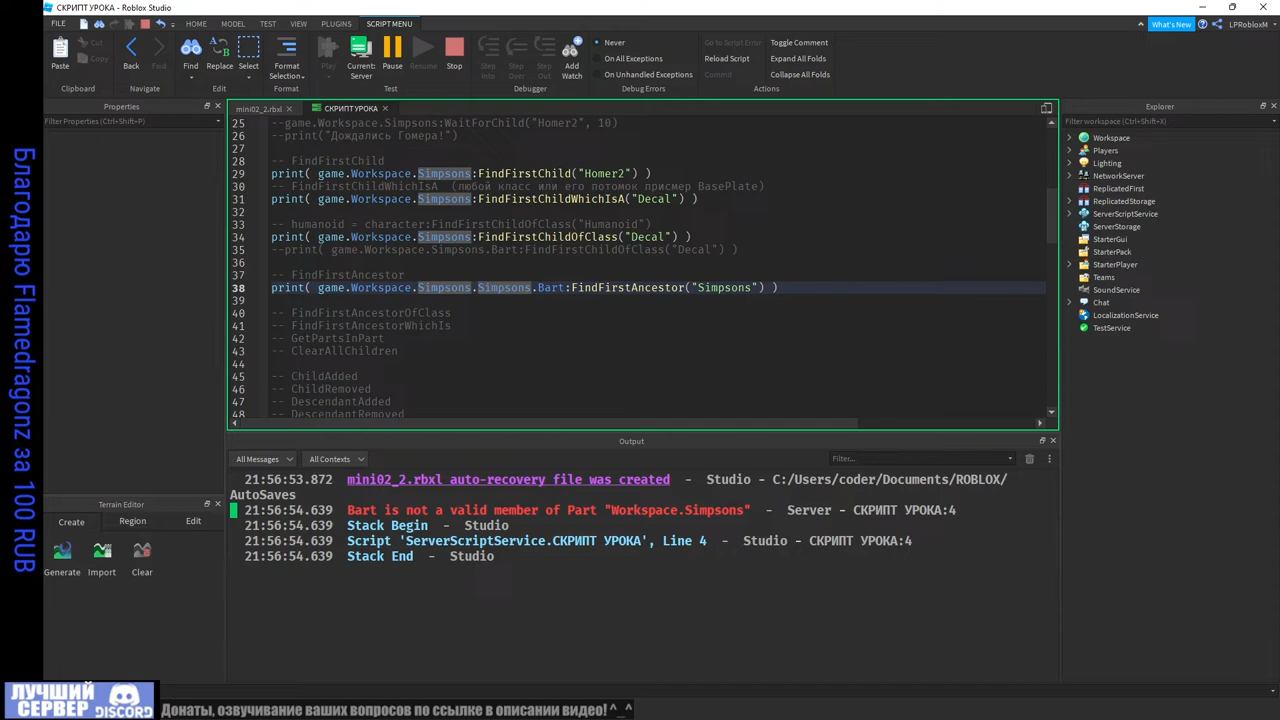 СКРИПТ УРОКА - Roblox Studio
FILE HOME MODEL TEST VIEW PLUGINS SCRIPT MENU What's New LPRobloxM
Paste Cut Copy Back Find Find Replace Select Format Selection Play Current: Server Pause Resume Stop Step Into Step Over Step Out Add Watch Never On All Exceptions On Unhandled Exceptions Go to Script Error Reload Script Commit Toggle Comment Expand All Folds Collapse All Folds
Clipboard Navigate Edit Format Test Debugger Debug Errors Actions
Properties
Filter Properties (Ctrl+Shift+P)
mini02_2.rbxl СКРИПТ УРОКА
25 --game.Workspace.Simpsons:WaitForChild("Homer2", 10)
26 --print("Дождались Гомера!")
27
28 -- FindFirstChild
29 print( game.Workspace.Simpsons:FindFirstChild("Homer2") )
30 -- FindFirstChildWhichIsA (любой класс или его потомок присмер BasePlate)
31 print( game.Workspace.Simpsons:FindFirstChildWhichIsA("Decal") )
32
33 -- humanoid = character:FindFirstChildOfClass("Humanoid")
34 print( game.Workspace.Simpsons:FindFirstChildOfClass("Decal") )
35 --print( game.Workspace.Simpsons.Bart:FindFirstChildOfClass("Decal") )
36
37 -- FindFirstAncestor
38 print( game.Workspace.Simpsons.Simpsons.Bart:FindFirstAncestor("Simpsons") )
39
40 -- FindFirstAncestorOfClass
41 -- FindFirstAncestorWhichIs
42 -- GetPartsInPart
43 -- ClearAllChildren
44
45 -- ChildAdded
46 -- ChildRemoved
47 -- DescendantAdded
48 -- DescendantRemoved
Explorer
Filter workspace (Ctrl+Shift+X)
Workspace
Players
Lighting
NetworkServer
ReplicatedFirst
ReplicatedStorage
ServerScriptService
ServerStorage
StarterGui
StarterPack
StarterPlayer
Teams
SoundService
Chat
LocalizationService
TestService
Terrain Editor
Create Region Edit
Generate Import Clear
Output
All Messages All Contexts Filter...
21:56:53.872 mini02_2.rbxl auto-recovery file was created - Studio - C:/Users/coder/Documents/ROBLOX/
AutoSaves
21:56:54.639 Bart is not a valid member of Part "Workspace.Simpsons" - Server - СКРИПТ УРОКА:4
21:56:54.639 Stack Begin - Studio
21:56:54.639 Script 'ServerScriptService.СКРИПТ УРОКА', Line 4 - Studio - СКРИПТ УРОКА:4
21:56:54.639 Stack End - Studio
Благодарю Flamedragonz за 100 RUB
ЛУЧШИЙ
СЕРВЕР DISCORD
Донаты, озвучивание ваших вопросов по ссылке в описании видео! ^_^